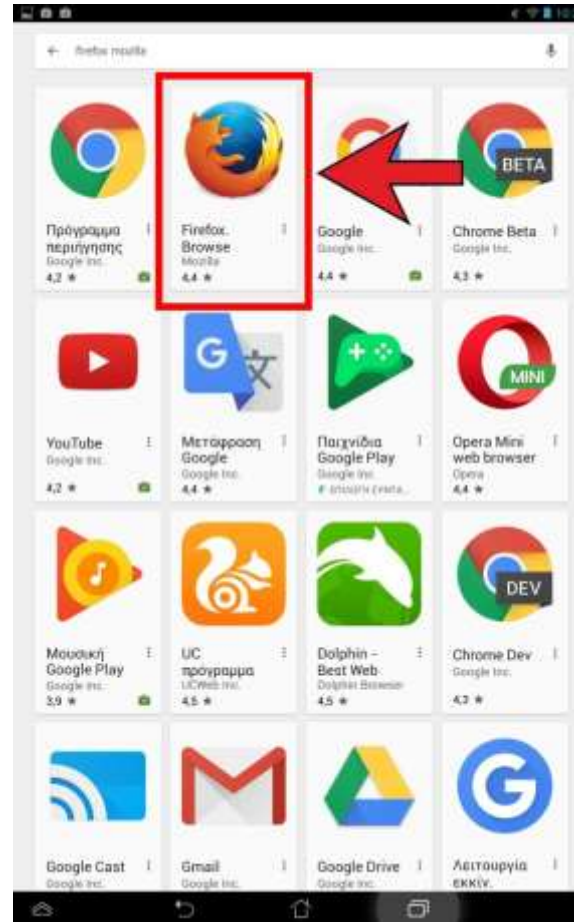 firefox mozilla
BETA
Πρόγραμμα
περιήγησης
Google Inc.
4,2 ★
Firefox.
Browse
Mozilla
4,4 ★
Google
Google Inc.
4,4 ★
Chrome Beta
Google Inc.
4,3 ★
MINI
YouTube
Google Inc.
4,2 ★
Μετάφραση
Google
Google Inc.
4,4 ★
Παιχνίδια
Google Play
Google Inc.
Opera Mini
web browser
Opera
4,4 ★
DEV
Μουσική
Google Play
Google Inc.
3,9 ★
UC
πρόγραμμα
UCWeb Inc.
4,5 ★
Dolphin -
Best Web
Dolphin Browser
4,5 ★
Chrome Dev
Google Inc.
4,3 ★
Google Cast
Google Inc.
Gmail
Google Inc.
Google Drive
Google Inc.
Λειτουργία
εκκίν.
Google Inc.